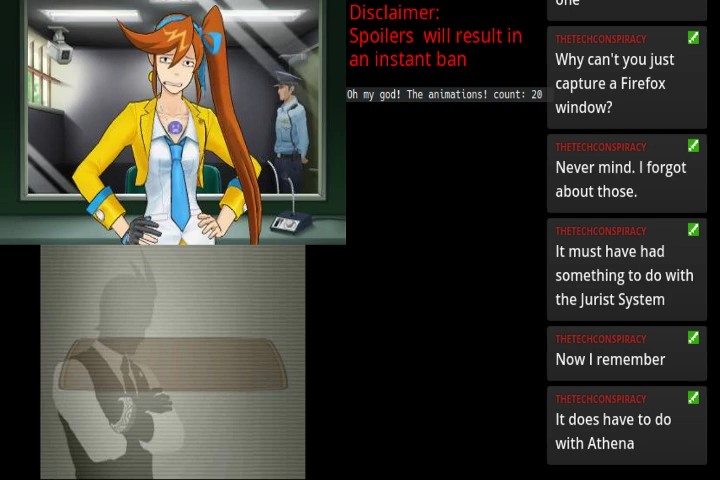 Disclaimer:
Spoilers will result in
an instant ban
Oh my god! The animations! count: 20
one
THETECHCONSPIRACY
Why can't you just
capture a Firefox
window?
THETECHCONSPIRACY
Never mind. I forgot
about those.
THETECHCONSPIRACY
It must have had
something to do with
the Jurist System
THETECHCONSPIRACY
Now I remember
THETECHCONSPIRACY
It does have to do
with Athena